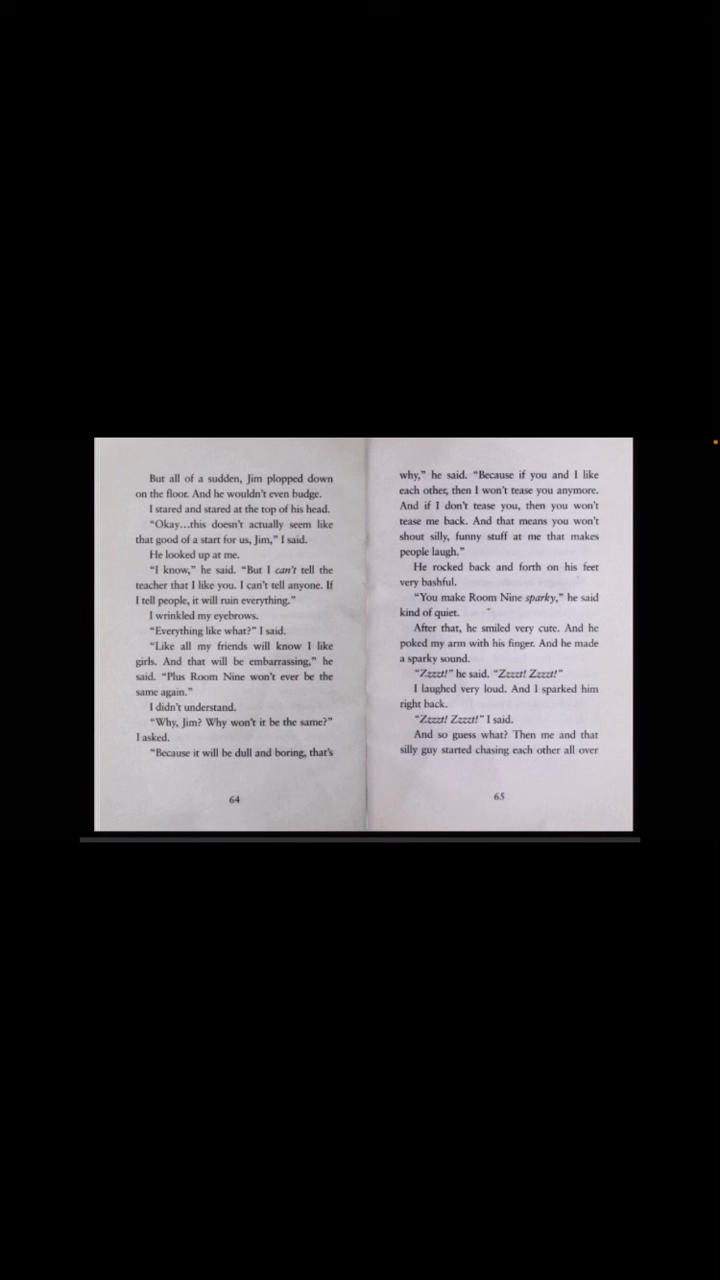 But all of a sudden, Jim plopped down
on the floor. And he wouldn't even budge.
I stared and stared at the top of his head.
“Okay…this doesn't actually seem like
that good of a start for us, Jim,” I said.
He looked up at me.
“I know,” he said. “But I can't tell the
teacher that I like you. I can't tell anyone. If
I tell people, it will ruin everything.”
I wrinkled my eyebrows.
“Everything like what?” I said.
“Like all my friends will know I like
girls. And that will be embarrassing,” he
said. “Plus Room Nine won't ever be the
same again.”
I didn't understand.
“Why, Jim? Why won't it be the same?”
I asked.
“Because it will be dull and boring, that's
64
why,” he said. “Because if you and I like
each other, then I won't tease you anymore.
And if I don't tease you, then you won't
tease me back. And that means you won't
shout silly, funny stuff at me that makes
people laugh.”
He rocked back and forth on his feet
very bashful.
“You make Room Nine sparky,” he said
kind of quiet.
After that, he smiled very cute. And he
poked my arm with his finger. And he made
a sparky sound.
“Zzzzt!” he said. “Zzzzt! Zzzzt!”
I laughed very loud. And I sparked him
right back.
“Zzzzt! Zzzzt!” I said.
And so guess what? Then me and that
silly guy started chasing each other all over
65